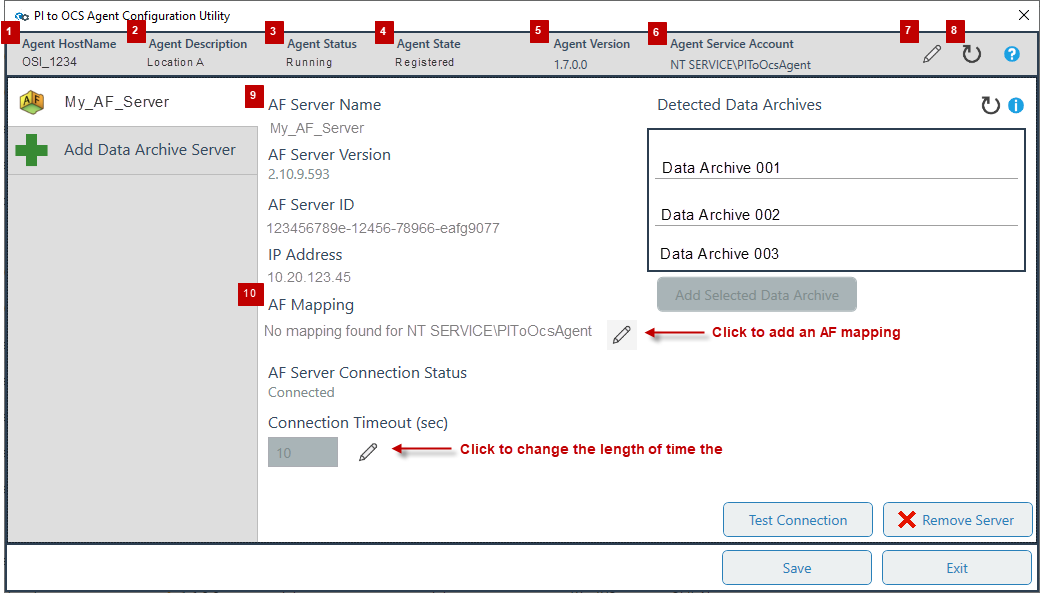 PI to OCS Agent Configuration Utility
1 2 3 4 5 6 7 8
Agent HostName Agent Description Agent Status Agent State Agent Version Agent Service Account
OSI_1234 Location A Running Registered 1.7.0.0 NT SERVICE\PIToOcsAgent
AF My_AF_Server
Add Data Archive Server
9
AF Server Name
My_AF_Server
AF Server Version
2.10.9.593
AF Server ID
123456789e-12456-78966-eafg9077
IP Address
10.20.123.45
10
AF Mapping
No mapping found for NT SERVICE\PIToOcsAgent
Click to add an AF mapping
AF Server Connection Status
Connected
Connection Timeout (sec)
10
Click to change the length of time the
Detected Data Archives
Data Archive 001
Data Archive 002
Data Archive 003
Add Selected Data Archive
Test Connection
Remove Server
Save
Exit